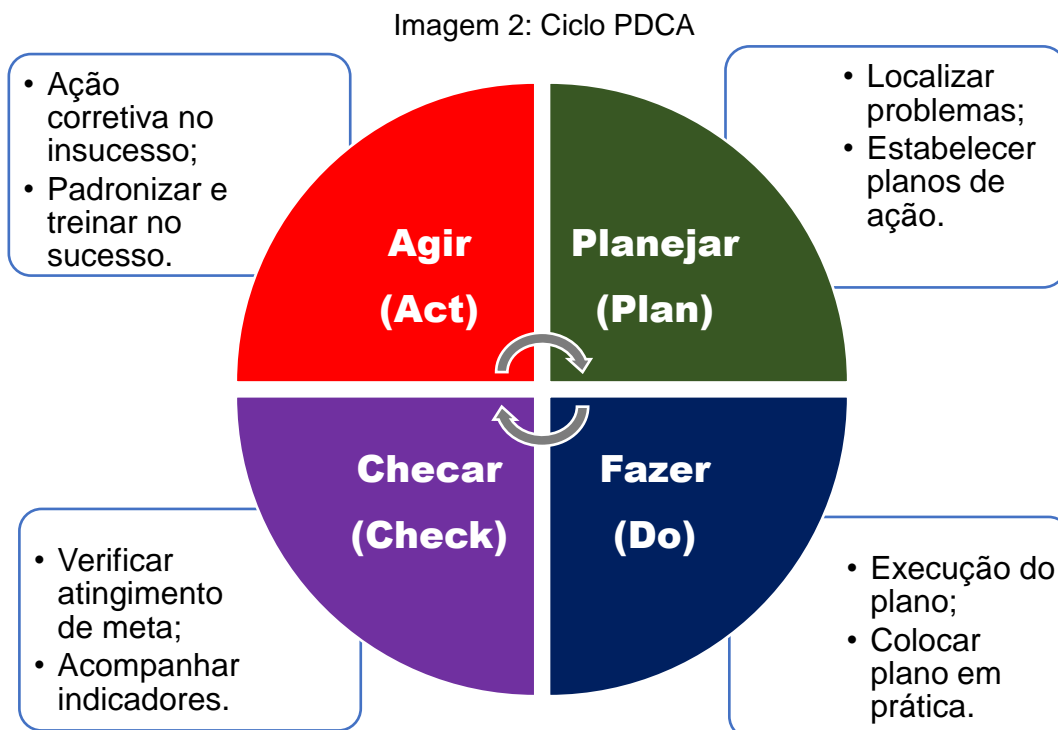 Imagem 2: Ciclo PDCA
• Ação
corretiva no
insucesso;
• Padronizar e
treinar no
sucesso.
• Localizar
problemas;
• Estabelecer
planos de
ação.
Agir
(Act)
Planejar
(Plan)
Checar
(Check)
Fazer
(Do)
• Verificar
atingimento
de meta;
• Acompanhar
indicadores.
• Execução do
plano;
• Colocar
plano em
prática.